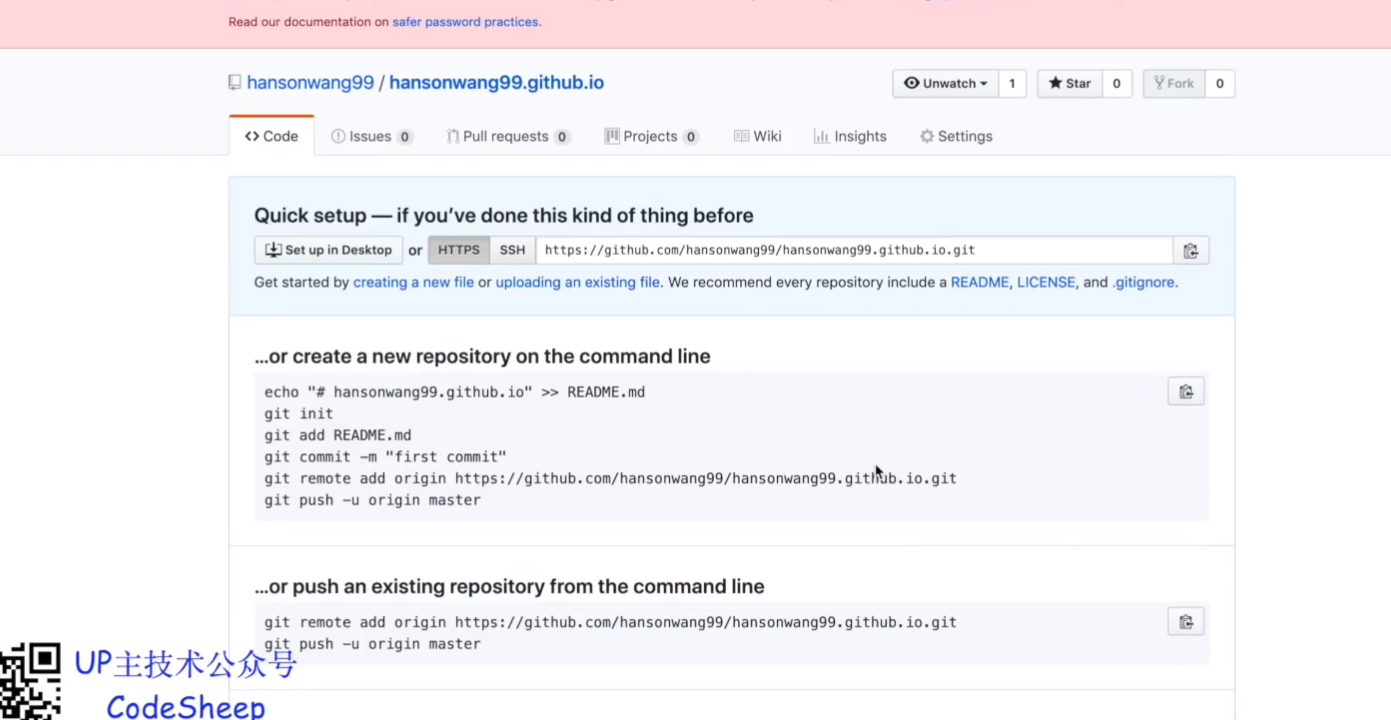 Read our documentation on safer password practices.
hansonwang99 / hansonwang99.github.io
Unwatch 1 Star 0 Fork 0
Code Issues 0 Pull requests 0 Projects 0 Wiki Insights Settings
Quick setup — if you've done this kind of thing before
Set up in Desktop or HTTPS SSH https://github.com/hansonwang99/hansonwang99.github.io.git
Get started by creating a new file or uploading an existing file. We recommend every repository include a README, LICENSE, and .gitignore.
...or create a new repository on the command line
echo "# hansonwang99.github.io" >> README.md
git init
git add README.md
git commit -m "first commit"
git remote add origin https://github.com/hansonwang99/hansonwang99.github.io.git
git push -u origin master
...or push an existing repository from the command line
git remote add origin https://github.com/hansonwang99/hansonwang99.github.io.git
git push -u origin master
UP主技术公众号
CodeSheep